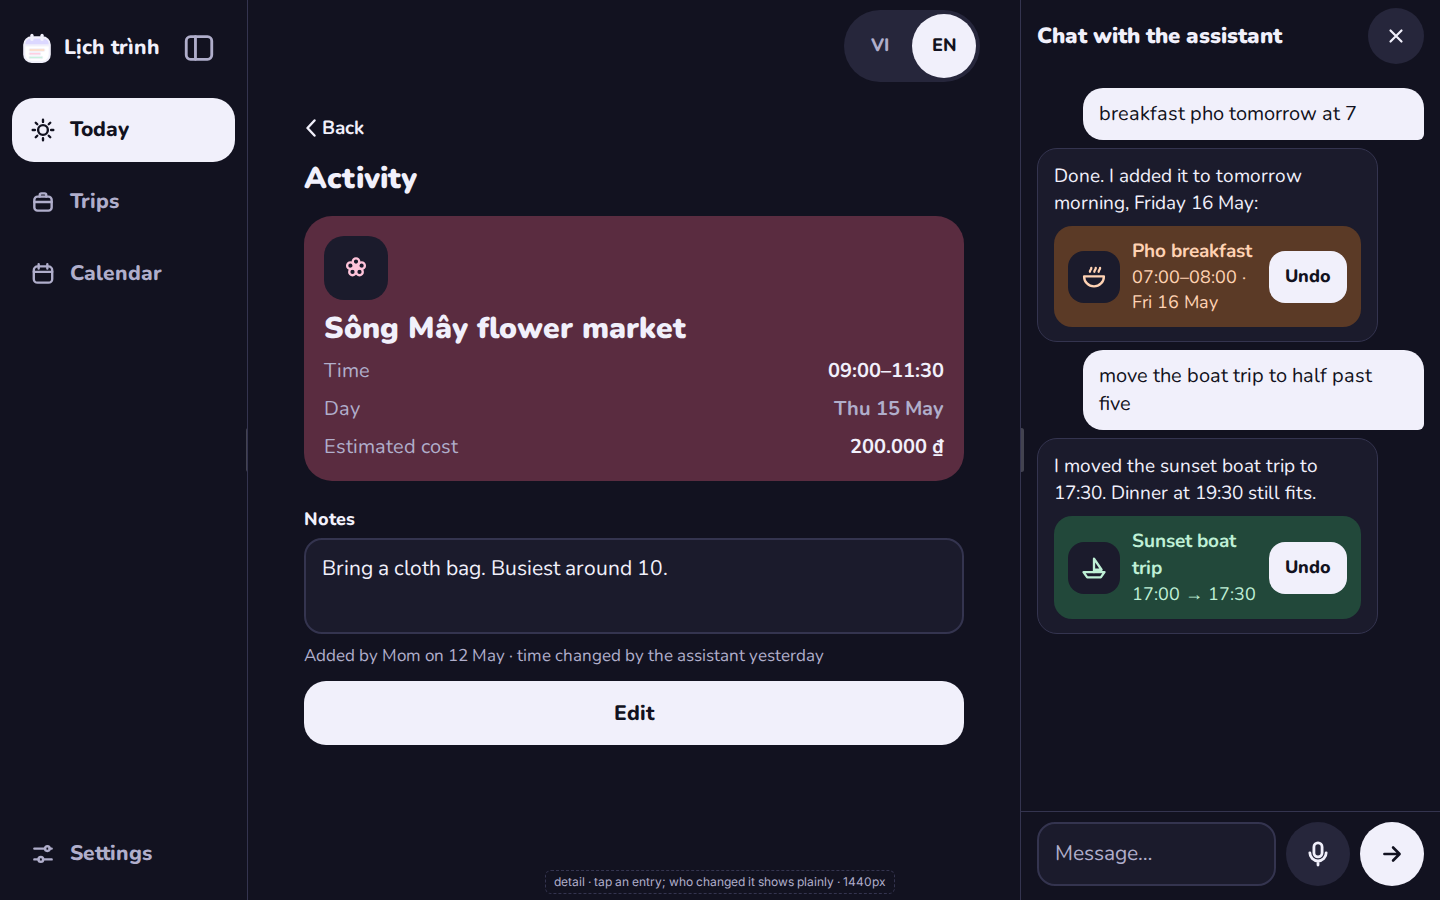 Lịch trình
Today
Trips
Calendar
Settings
VI
EN
Back
Activity
Sông Mây flower market
Time 09:00–11:30
Day Thu 15 May
Estimated cost 200.000 ₫
Notes
Bring a cloth bag. Busiest around 10.
Added by Mom on 12 May · time changed by the assistant yesterday
Edit
detail · tap an entry; who changed it shows plainly · 1440px
Chat with the assistant
breakfast pho tomorrow at 7
Done. I added it to tomorrow
morning, Friday 16 May:
Pho breakfast
07:00–08:00 ·
Fri 16 May
Undo
move the boat trip to half past
five
I moved the sunset boat trip to
17:30. Dinner at 19:30 still fits.
Sunset boat
trip
17:00 → 17:30
Undo
Message...